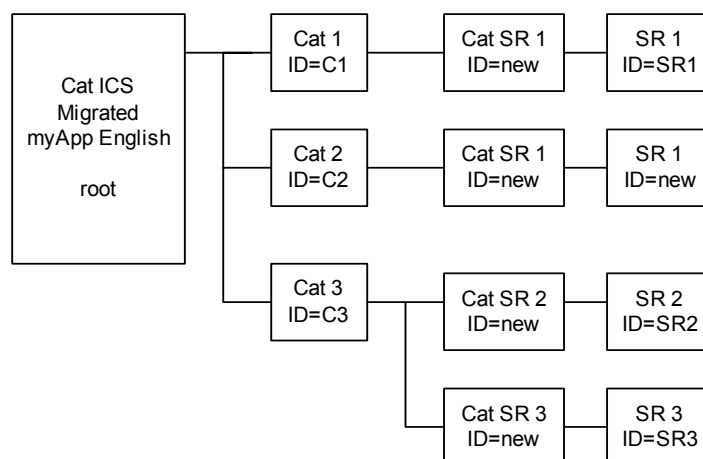 Cat ICS
Migrated
myApp English
root
Cat 1
ID=C1
Cat SR 1
ID=new
SR 1
ID=SR1
Cat 2
ID=C2
Cat SR 1
ID=new
SR 1
ID=new
Cat 3
ID=C3
Cat SR 2
ID=new
SR 2
ID=SR2
Cat SR 3
ID=new
SR 3
ID=SR3